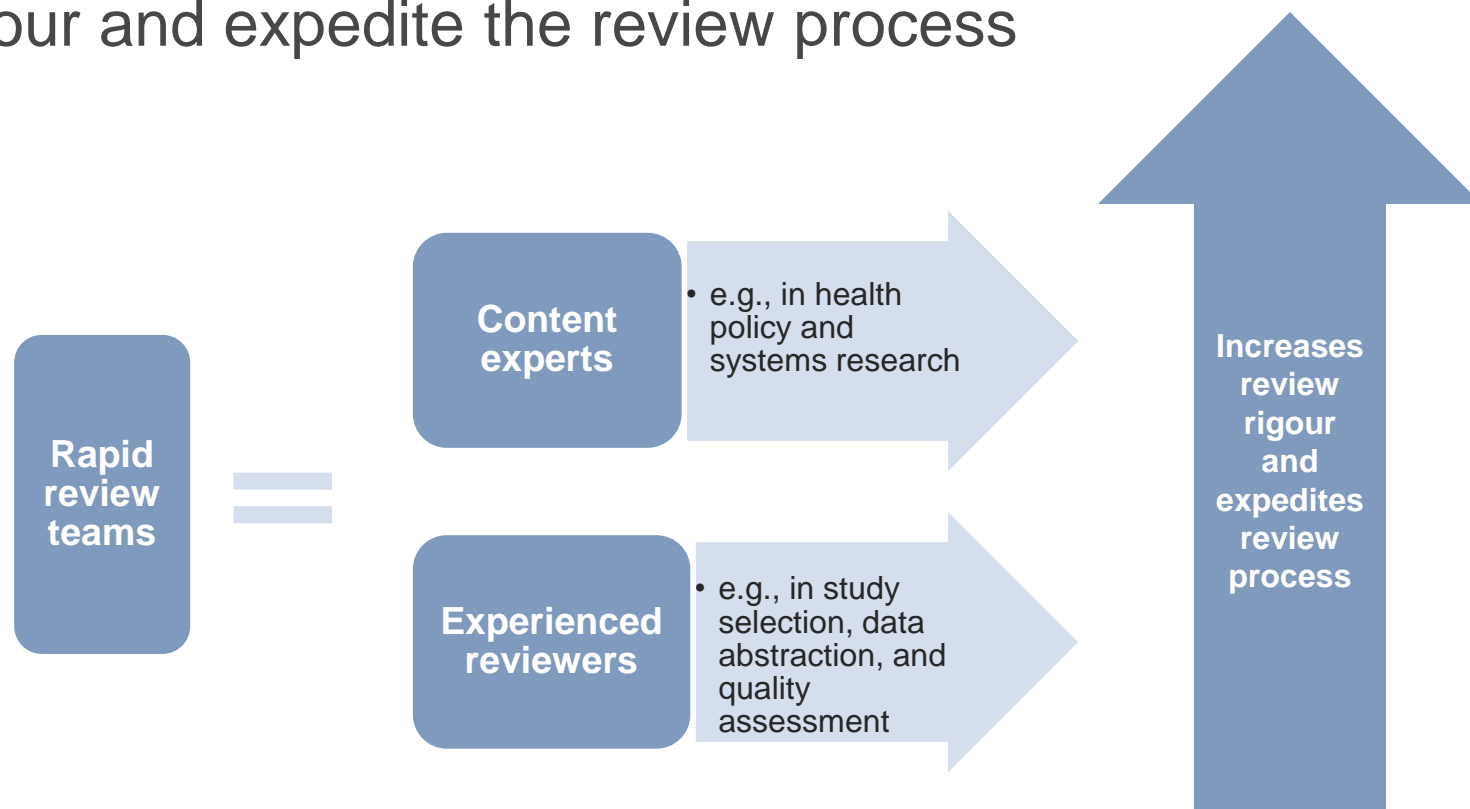 our and expedite the review process
Rapid
review
teams
Content
experts
• e.g., in health
policy and
systems research
Experienced
reviewers
• e.g., in study
selection, data
abstraction, and
quality
assessment
Increases
review
rigour
and
expedites
review
process